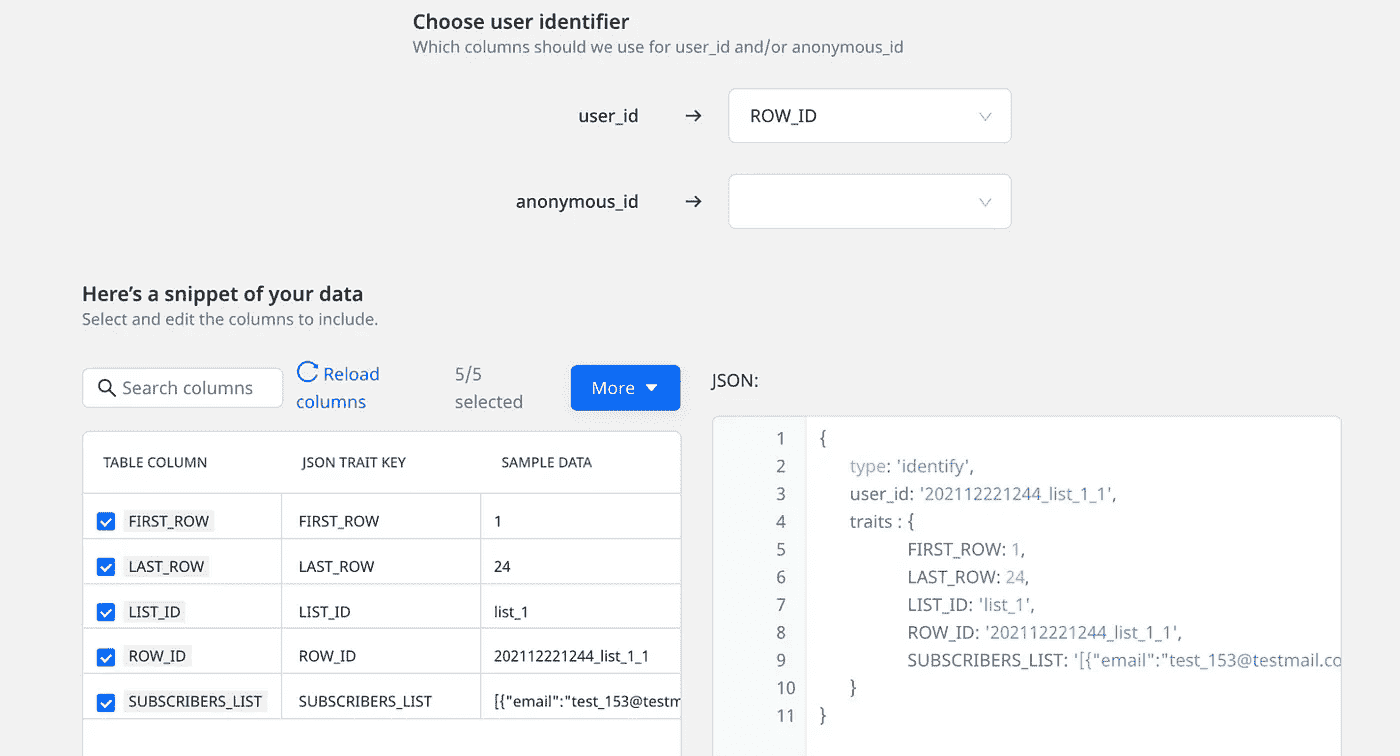 Choose user identifier
Which columns should we use for user_id and/or anonymous_id
user_id → ROW_ID
anonymous_id →
Here's a snippet of your data
Select and edit the columns to include.
Search columns
Reload
columns
5/5
selected
More
TABLE COLUMN JSON TRAIT KEY SAMPLE DATA
FIRST_ROW FIRST_ROW 1
LAST_ROW LAST_ROW 24
LIST_ID LIST_ID list_1
ROW_ID ROW_ID 202112221244_list_1_1
SUBSCRIBERS_LIST SUBSCRIBERS_LIST [{"email":"test_153@testm
JSON:
1 {
2 type: 'identify',
3 user_id: '202112221244_list_1_1',
4 traits : {
5 FIRST_ROW: 1,
6 LAST_ROW: 24,
7 LIST_ID: 'list_1',
8 ROW_ID: '202112221244_list_1_1',
9 SUBSCRIBERS_LIST: '[{"email":"test_153@testmail.co
10 }
11 }